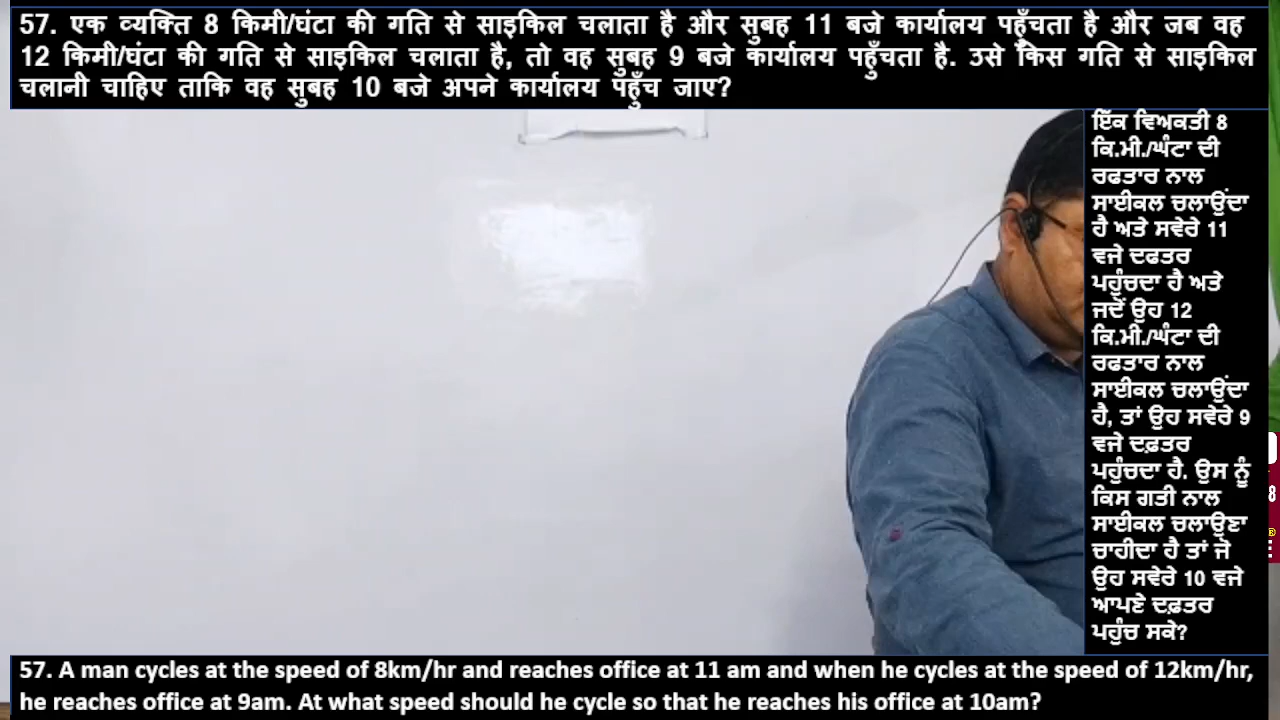 57. एक व्यक्ति 8 किमी/घंटा की गति से साइकिल चलाता है और सुबह 11 बजे कार्यालय पहुँचता है और जब वह
12 किमी/घंटा की गति से साइकिल चलाता है, तो वह सुबह 9 बजे कार्यालय पहुँचता है. उसे किस गति से साइकिल
चलानी चाहिए ताकि वह सुबह 10 बजे अपने कार्यालय पहुँच जाए?
ਇੱਕ ਵਿਅਕਤੀ 8
ਕਿ.ਮੀ./ਘੰਟਾ ਦੀ
ਰਫਤਾਰ ਨਾਲ
ਸਾਈਕਲ ਚਲਾਉਂਦਾ
ਹੈ ਅਤੇ ਸਵੇਰੇ 11
ਵਜੇ ਦਫਤਰ
ਪਹੁੰਚਦਾ ਹੈ ਅਤੇ
ਜਦੋਂ ਉਹ 12
ਕਿ.ਮੀ./ਘੰਟਾ ਦੀ
ਰਫਤਾਰ ਨਾਲ
ਸਾਈਕਲ ਚਲਾਉਂਦਾ
ਹੈ, ਤਾਂ ਉਹ ਸਵੇਰੇ 9
ਵਜੇ ਦਫ਼ਤਰ
ਪਹੁੰਚਦਾ ਹੈ. ਉਸ ਨੂੰ
ਕਿਸ ਗਤੀ ਨਾਲ
ਸਾਈਕਲ ਚਲਾਉਣਾ
ਚਾਹੀਦਾ ਹੈ ਤਾਂ ਜੋ
ਉਹ ਸਵੇਰੇ 10 ਵਜੇ
ਆਪਣੇ ਦਫ਼ਤਰ
ਪਹੁੰਚ ਸਕੇ?
57. A man cycles at the speed of 8km/hr and reaches office at 11 am and when he cycles at the speed of 12km/hr,
he reaches office at 9am. At what speed should he cycle so that he reaches his office at 10am?